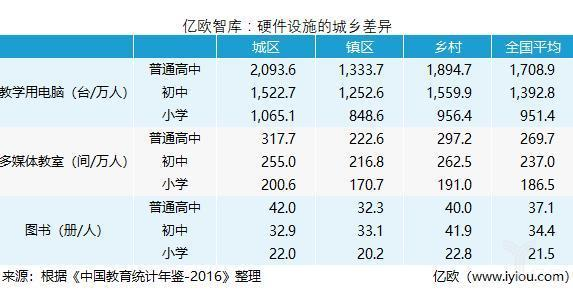 亿欧智库：硬件设施的城乡差异
城区 镇区 乡村 全国平均
教学用电脑（台/万人） 普通高中 2,093.6 1,333.7 1,894.7 1,708.9
初中 1,522.7 1,252.6 1,559.9 1,392.8
小学 1,065.1 848.6 956.4 951.4
多媒体教室（间/万人） 普通高中 317.7 222.6 297.2 269.7
初中 255.0 216.8 262.5 237.0
小学 200.6 170.7 191.0 186.5
图书（册/人） 普通高中 42.0 32.3 40.0 37.1
初中 32.9 33.1 41.9 34.4
小学 22.0 20.2 22.8 21.5
来源：根据《中国教育统计年鉴-2016》整理 亿欧（www.iyiou.com）